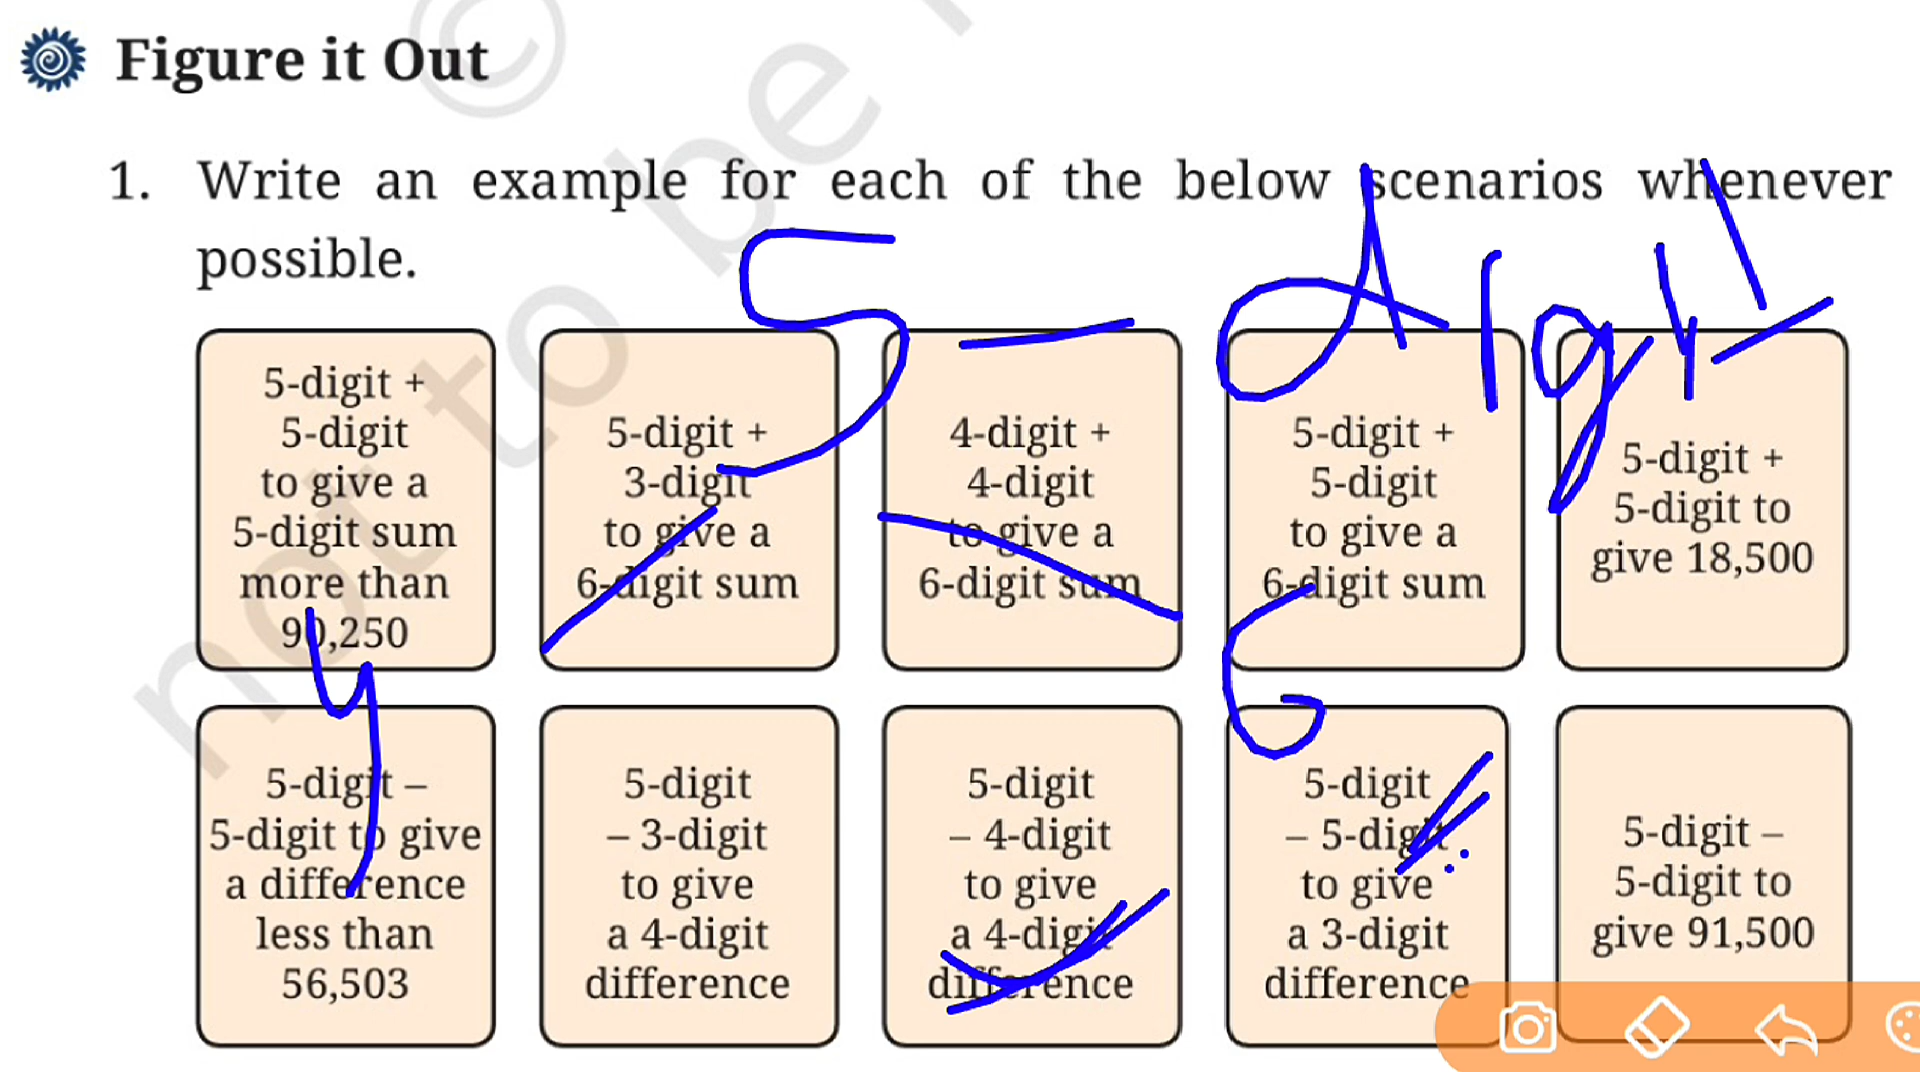 Figure it Out
1. Write an example for each of the below scenarios whenever
possible.
5-digit +
5-digit
to give a
5-digit sum
more than
90,250
5-digit +
3-digit
to give a
6-digit sum
4-digit +
4-digit
to give a
6-digit sum
5-digit +
5-digit
to give a
6-digit sum
5-digit +
5-digit to
give 18,500
5-digit –
5-digit to give
a difference
less than
56,503
5-digit
– 3-digit
to give
a 4-digit
difference
5-digit
– 4-digit
to give
a 4-digit
difference
5-digit
– 5-digit
to give
a 3-digit
difference
5-digit –
5-digit to
give 91,500
not to be
5 – digit